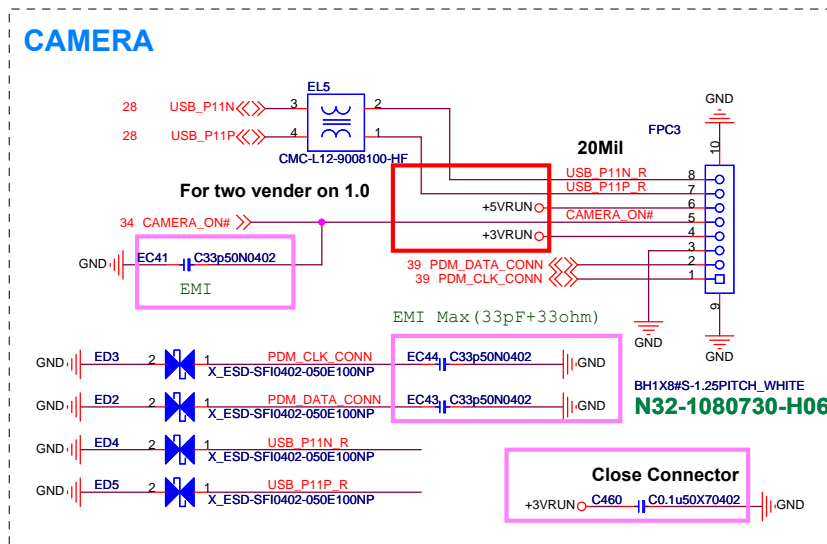 CAMERA
EL5
28 USB_P11N 3 2
28 USB_P11P 4 1
CMC-L12-9008100-HF
GND
FPC3
10
20Mil
For two vender on 1.0
USB_P11N_R 8
USB_P11P_R 7
+5VRUN 6
34 CAMERA_ON# CAMERA_ON# 5
+3VRUN 4
3
39 PDM_DATA_CONN 2
39 PDM_CLK_CONN 1
GND EC41 C33p50N0402
EMI
9
GND
GND
EMI Max(33pF+33ohm)
GND ED3 2 1 PDM_CLK_CONN EC44 C33p50N0402 GND
X_ESD-SFI0402-050E100NP
GND ED2 2 1 PDM_DATA_CONN EC43 C33p50N0402 GND
X_ESD-SFI0402-050E100NP
BH1X8#S-1.25PITCH_WHITE
N32-1080730-H06
GND ED4 2 1 USB_P11N_R
X_ESD-SFI0402-050E100NP
GND ED5 2 1 USB_P11P_R
X_ESD-SFI0402-050E100NP
Close Connector
+3VRUN C460 C0.1u50X70402 GND